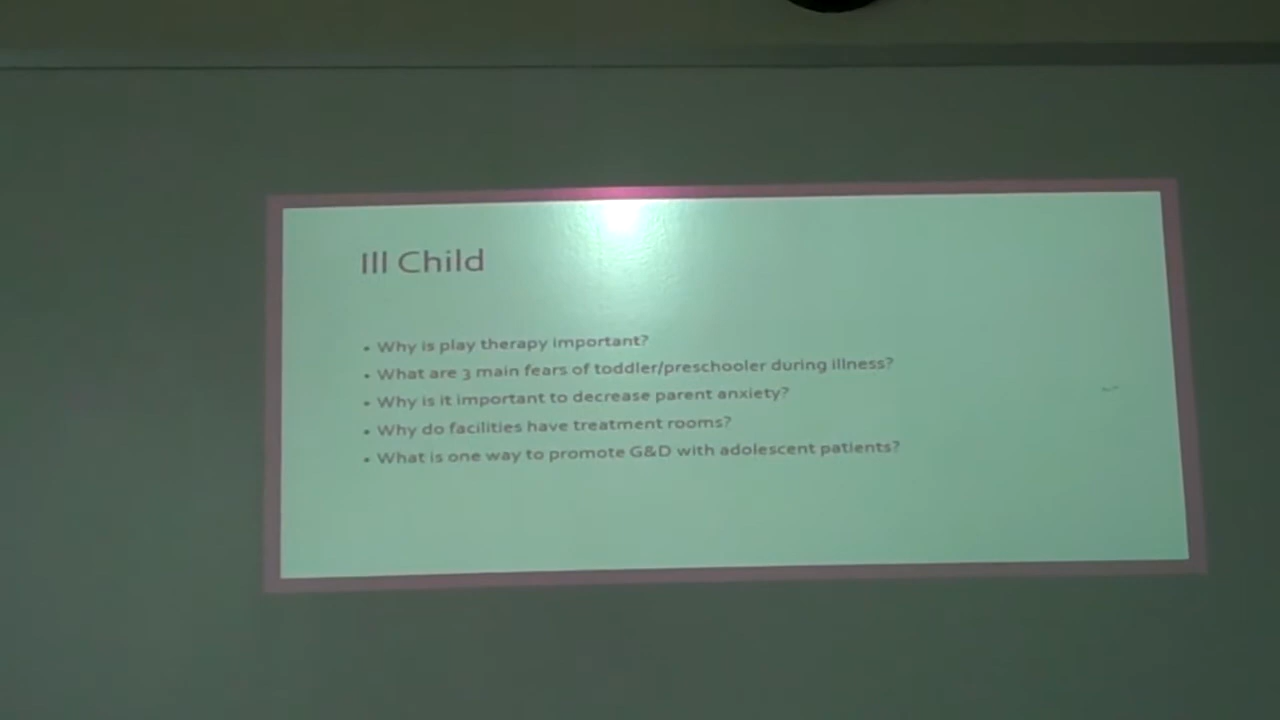 Ill Child
• Why is play therapy important?
• What are 3 main fears of toddler/preschooler during illness?
• Why is it important to decrease parent anxiety?
• Why do facilities have treatment rooms?
• What is one way to promote G&D with adolescent patients?